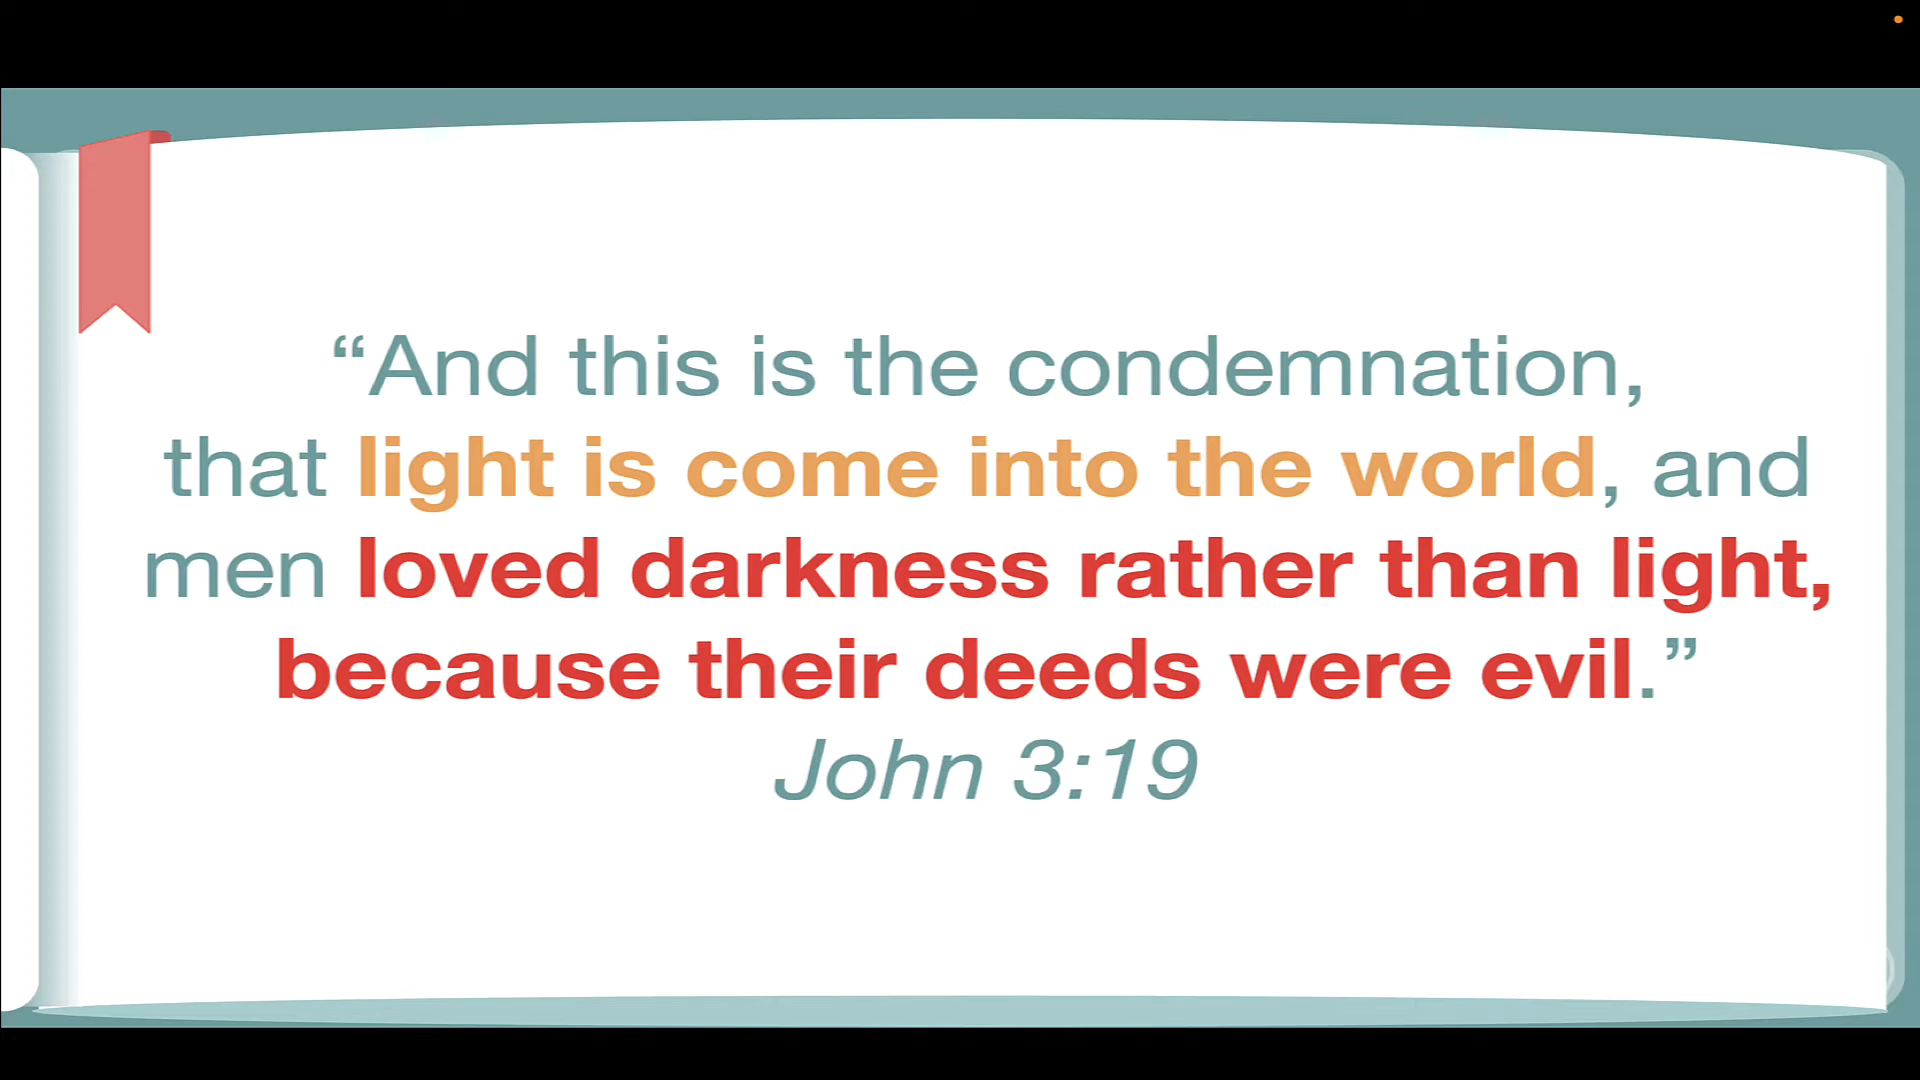 “And this is the condemnation,
that light is come into the world, and
men loved darkness rather than light,
because their deeds were evil.”
John 3:19